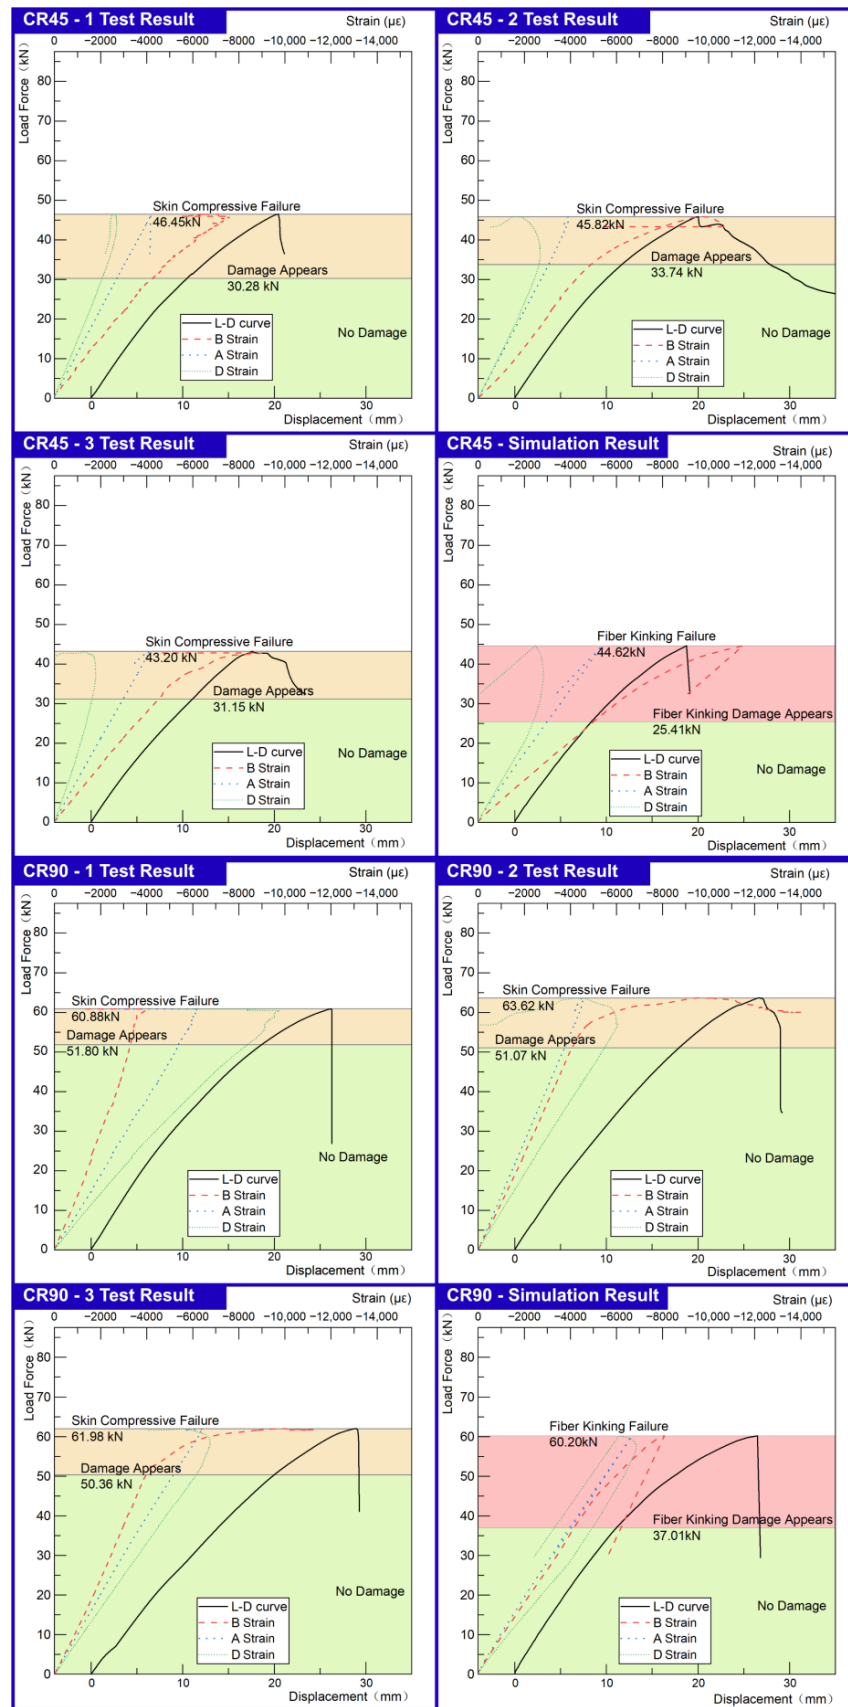 CR45 - 1 Test Result
Strain (με)
0 −2000 −4000 −6000 −8000 −10,000 −14,000
Load Force (kN)
80
70
60
50
40
30
20
10
0
Skin Compressive Failure
46.45kN
Damage Appears
30.28 kN
No Damage
L-D curve
B Strain
A Strain
D Strain
0 10 20 30
Displacement (mm)
CR45 - 2 Test Result
Strain (με)
0 −2000 −4000 −6000 −8000 −11,000 −14,000
Load Force (kN)
80
70
60
50
40
30
20
10
0
Skin Compressive Failure
45.82kN
Damage Appears
33.74 kN
No Damage
L-D curve
B Strain
A Strain
D Strain
0 10 20 30
Displacement (mm)
CR45 - 3 Test Result
Strain (με)
0 −2000 −4000 −6000 −8000 −10,000 −14,000
Load Force (kN)
80
70
60
50
40
30
20
10
0
Skin Compressive Failure
43.20 kN
Damage Appears
31.15 kN
No Damage
L-D curve
B Strain
A Strain
D Strain
0 10 20 30
Displacement (mm)
CR45 - Simulation Result
Strain (με)
0 −2000 −4000 −6000 −8000 −11,000 −14,000
Load Force (kN)
80
70
60
50
40
30
20
10
0
Fiber Kinking Failure
44.62kN
Fiber Kinking Damage Appears
25.41kN
No Damage
L-D curve
B Strain
A Strain
D Strain
0 10 20 30
Displacement (mm)
CR90 - 1 Test Result
Strain (με)
0 −2000 −4000 −6000 −8000 −10,000 −14,000
Load Force (kN)
80
70
60
50
40
30
20
10
0
Skin Compressive Failure
60.88kN
Damage Appears
51.80 kN
No Damage
L-D curve
B Strain
A Strain
D Strain
0 10 20 30
Displacement (mm)
CR90 - 2 Test Result
Strain (με)
0 −2000 −4000 −6000 −8000 −11,000 −14,000
Load Force (kN)
80
70
60
50
40
30
20
10
0
Skin Compressive Failure
63.62 kN
Damage Appears
51.07 kN
No Damage
L-D curve
B Strain
A Strain
D Strain
0 10 20 30
Displacement (mm)
CR90 - 3 Test Result
Strain (με)
0 −2000 −4000 −6000 −8000 −10,000 −14,000
Load Force (kN)
80
70
60
50
40
30
20
10
0
Skin Compressive Failure
61.98 kN
Damage Appears
50.36 kN
No Damage
L-D curve
B Strain
A Strain
D Strain
0 10 20 30
Displacement (mm)
CR90 - Simulation Result
Strain (με)
0 −2000 −4000 −6000 −8000 −11,000 −14,000
Load Force (kN)
80
70
60
50
40
30
20
10
0
Fiber Kinking Failure
60.20kN
Fiber Kinking Damage Appears
37.01kN
No Damage
L-D curve
B Strain
A Strain
D Strain
0 10 20 30
Displacement (mm)